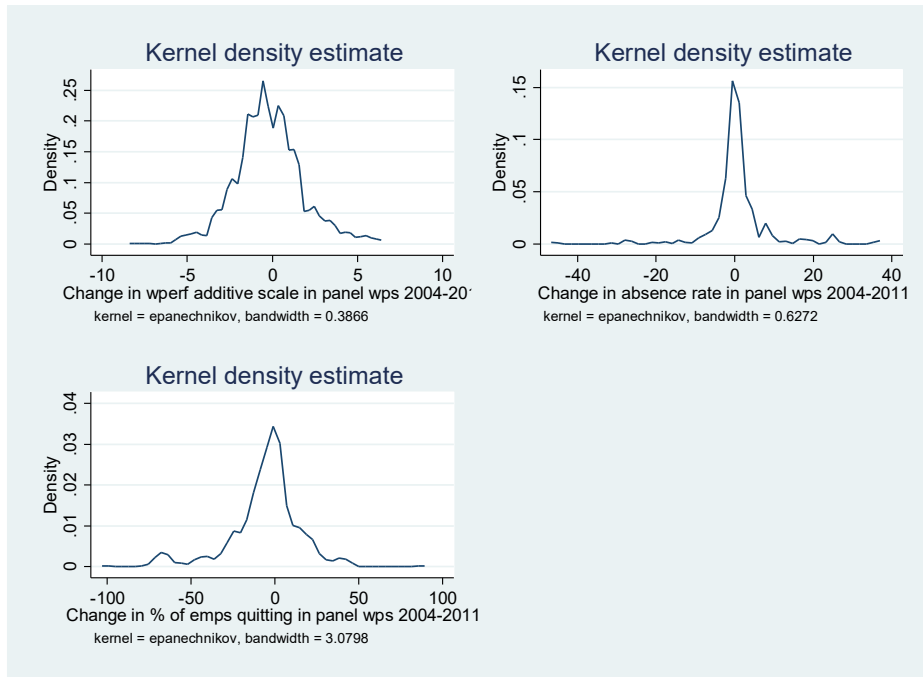 Kernel density estimate
Density
0 .05 .1 .15 .2 .25
-10 -5 0 5 10
Change in wperf additive scale in panel wps 2004-20
kernel = epanechnikov, bandwidth = 0.3866
Kernel density estimate
Density
0 .05 .1 .15
-40 -20 0 20 40
Change in absence rate in panel wps 2004-2011
kernel = epanechnikov, bandwidth = 0.6272
Kernel density estimate
Density
0 .01 .02 .03 .04
-100 -50 0 50 100
Change in % of emps quitting in panel wps 2004-2011
kernel = epanechnikov, bandwidth = 3.0798